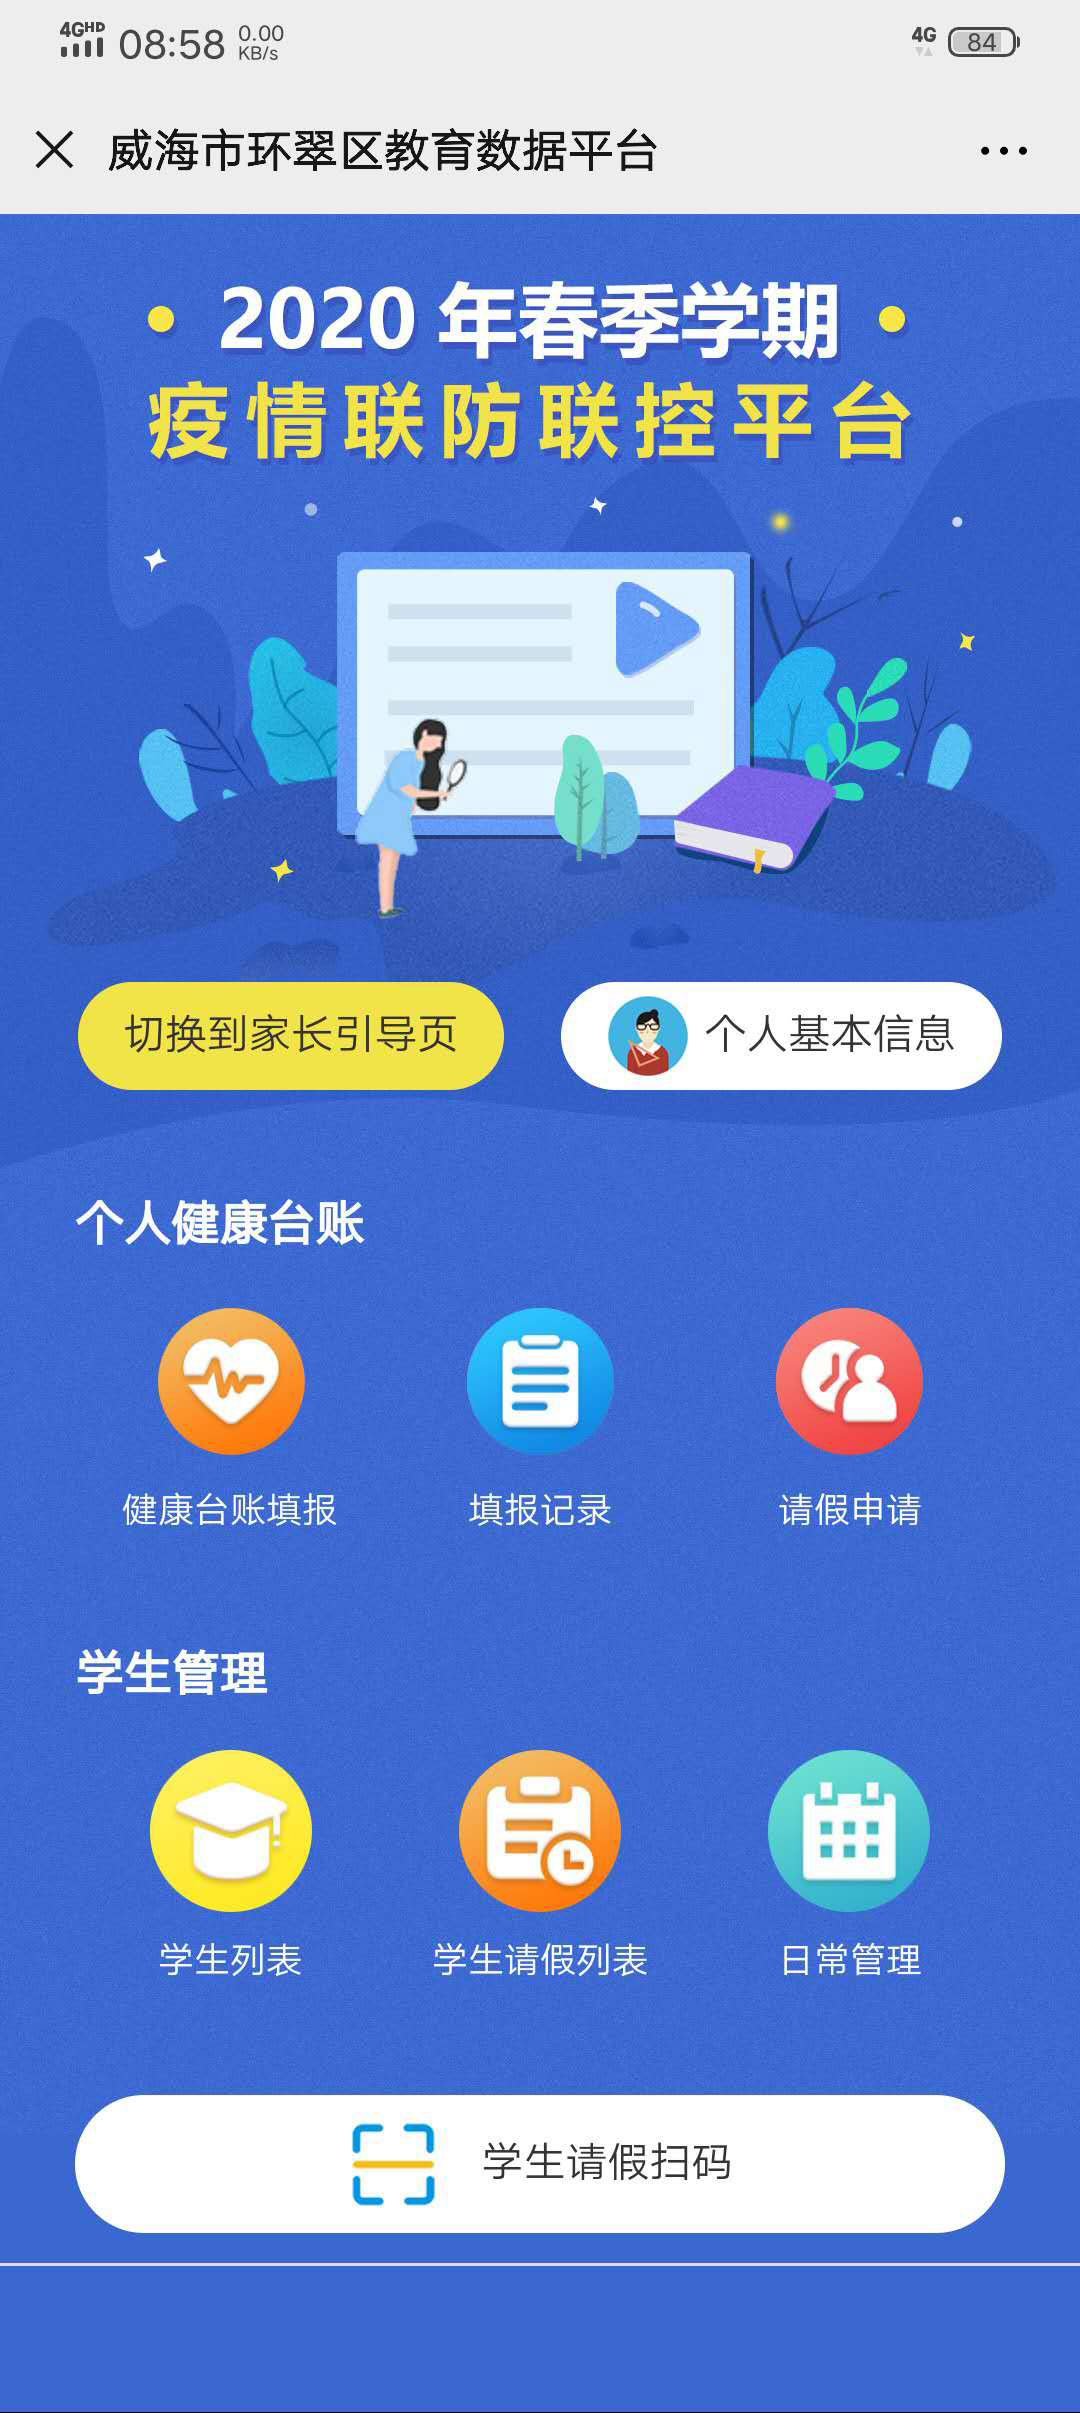 4GHD 08:58 0.00 KB/s 4G 84
威海市环翠区教育数据平台
2020 年春季学期
疫情联防联控平台
切换到家长引导页
个人基本信息
个人健康台账
健康台账填报
填报记录
请假申请
学生管理
学生列表
学生请假列表
日常管理
学生请假扫码